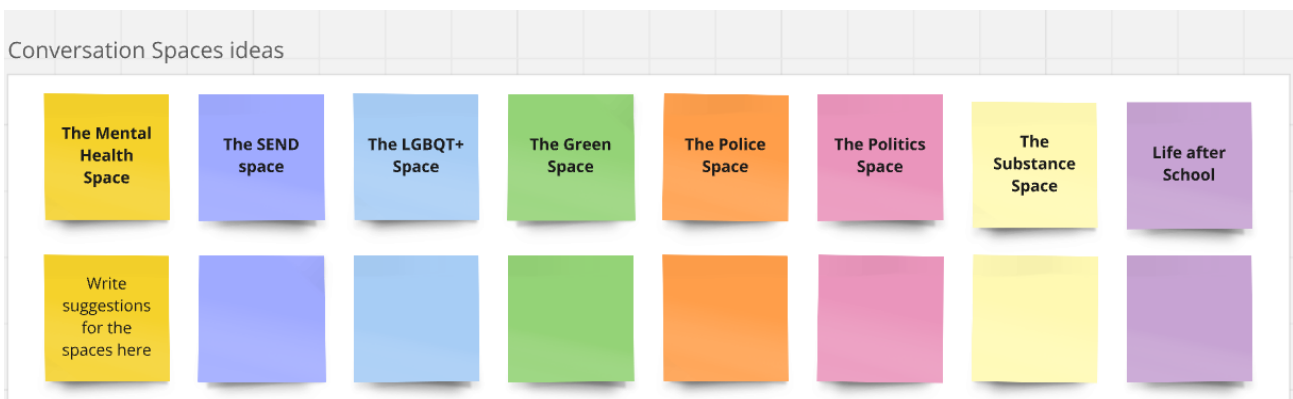 Conversation Spaces ideas
The Mental
Health
Space
The SEND
space
The LGBQT+
Space
The Green
Space
The Police
Space
The Politics
Space
The
Substance
Space
Life after
School
Write
suggestions
for the
spaces here